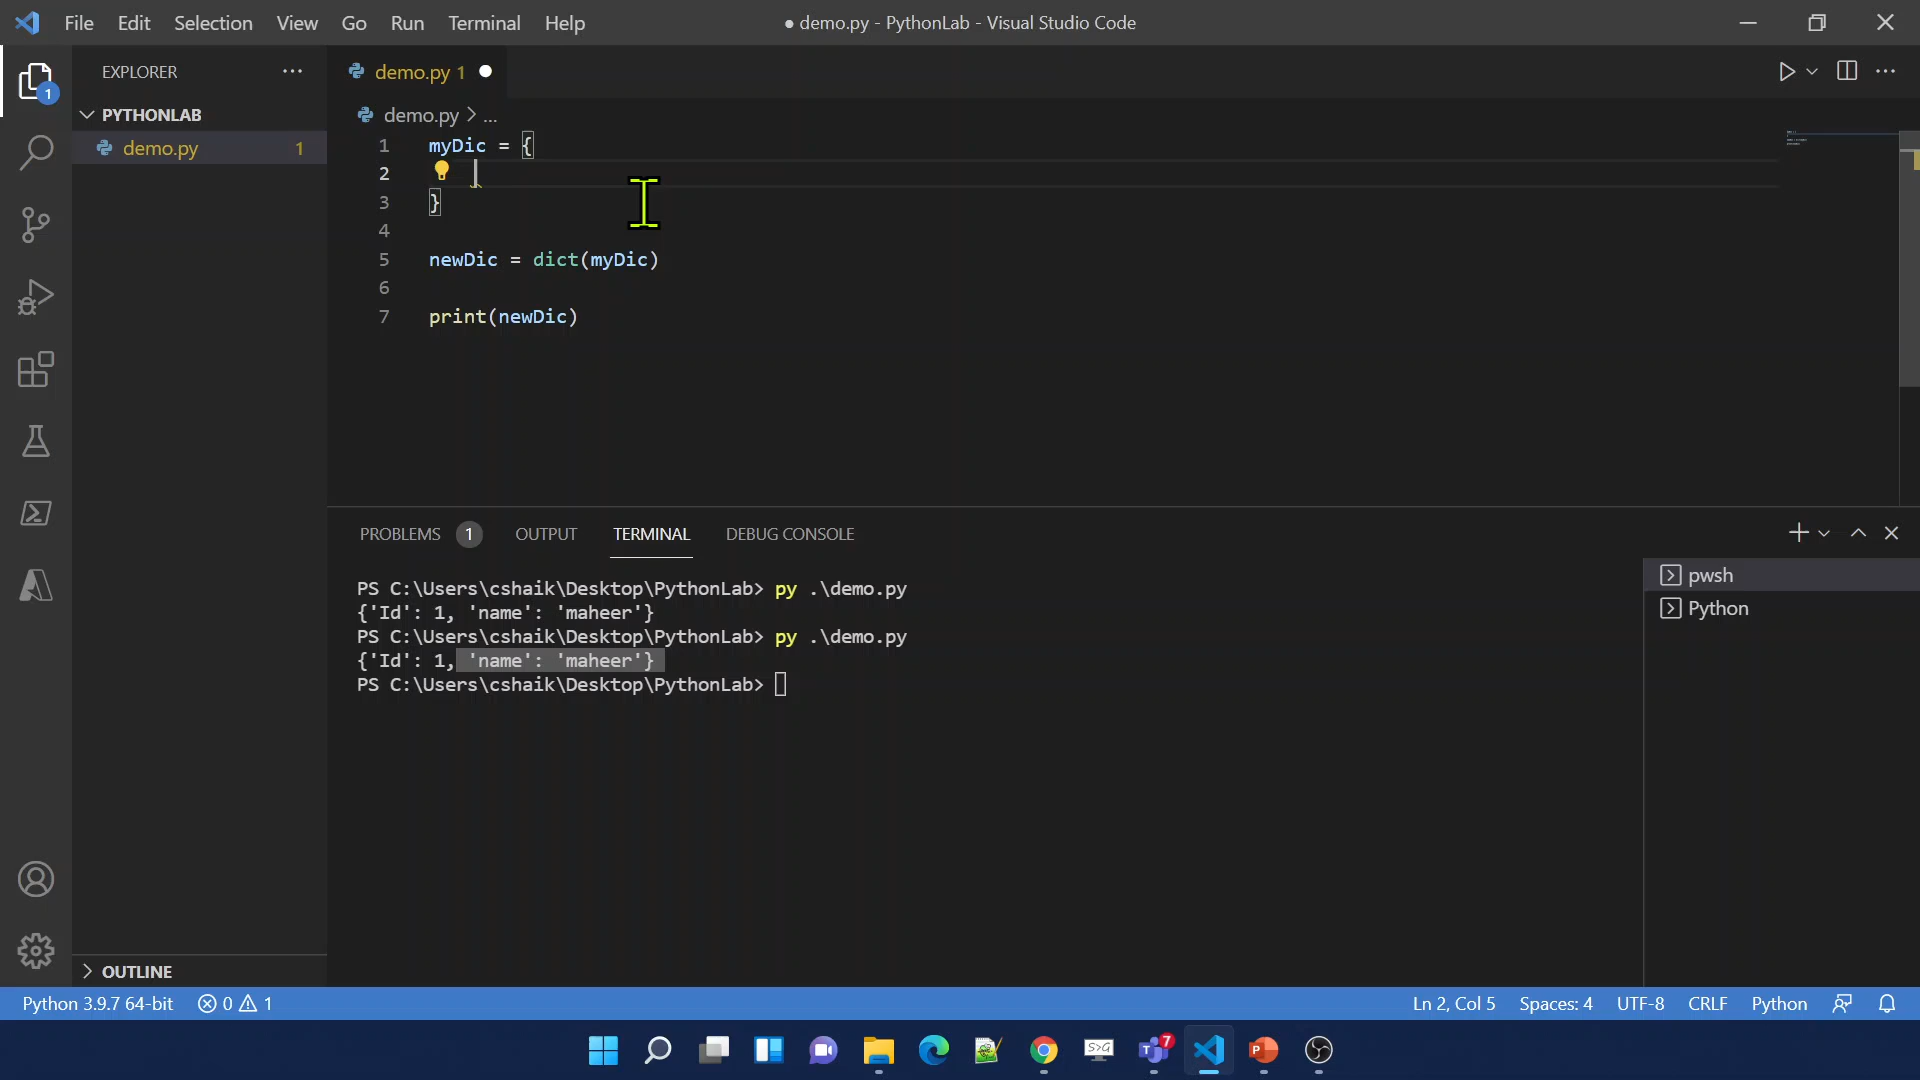 File Edit Selection View Go Run Terminal Help
● demo.py - PythonLab - Visual Studio Code
EXPLORER
demo.py 1
1
PYTHONLAB
demo.py > ...
demo.py 1
1 myDic = {
2
3 }
4
5 newDic = dict(myDic)
6
7 print(newDic)
PROBLEMS 1 OUTPUT TERMINAL DEBUG CONSOLE
PS C:\Users\cshaik\Desktop\PythonLab> py .\demo.py
{'Id': 1, 'name': 'maheer'}
PS C:\Users\cshaik\Desktop\PythonLab> py .\demo.py
{'Id': 1, 'name': 'maheer'}
PS C:\Users\cshaik\Desktop\PythonLab>
pwsh
Python
OUTLINE
Python 3.9.7 64-bit 0 1
Ln 2, Col 5 Spaces: 4 UTF-8 CRLF Python
S>G
T 7
P